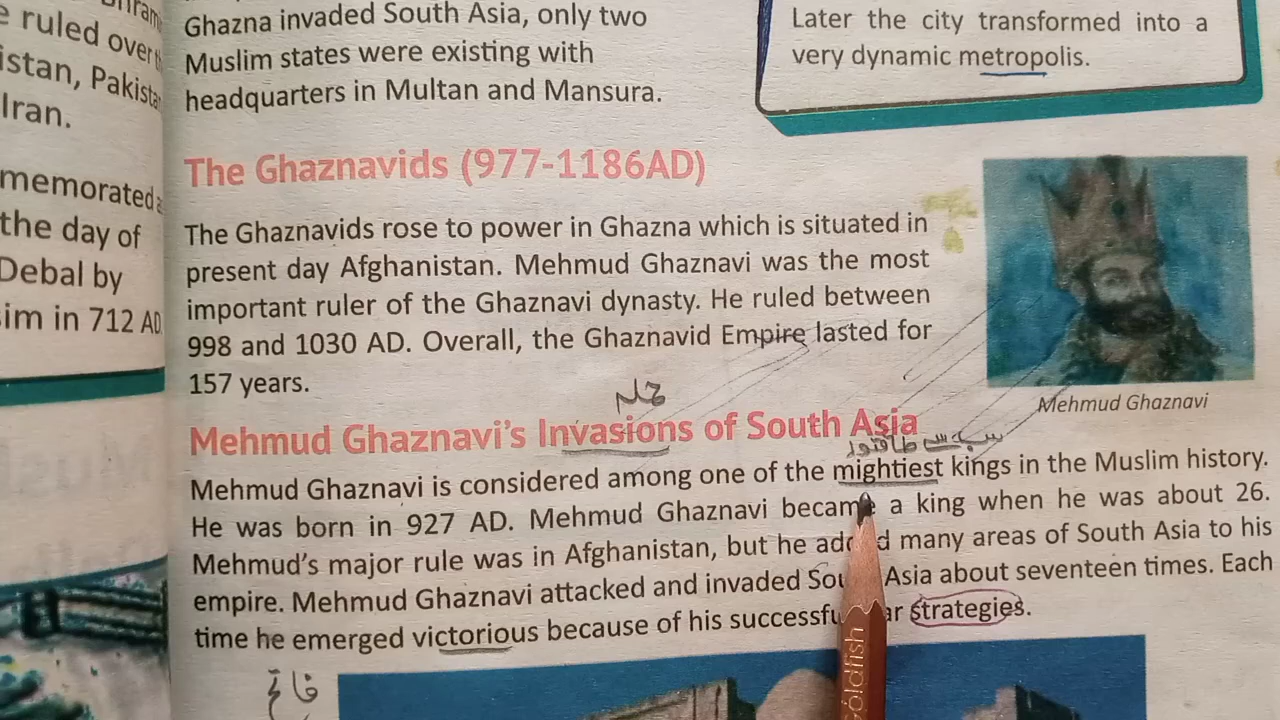 e ruled over
istan, Pakista
Iran.
memorated
the day of
Debal by
im in 712 AD
Ghazna invaded South Asia, only two
Muslim states were existing with
headquarters in Multan and Mansura.
Later the city transformed into a
very dynamic metropolis.
The Ghaznavids (977-1186AD)
The Ghaznavids rose to power in Ghazna which is situated in
present day Afghanistan. Mehmud Ghaznavi was the most
important ruler of the Ghaznavi dynasty. He ruled between
998 and 1030 AD. Overall, the Ghaznavid Empire lasted for
157 years.
Mehmud Ghaznavi
حملہ
Mehmud Ghaznavi's Invasions of South Asia
سب سے طاقتور
Mehmud Ghaznavi is considered among one of the mightiest kings in the Muslim history.
He was born in 927 AD. Mehmud Ghaznavi became a king when he was about 26.
Mehmud's major rule was in Afghanistan, but he added many areas of South Asia to his
empire. Mehmud Ghaznavi attacked and invaded Sou Asia about seventeen times. Each
time he emerged victorious because of his successfu ar strategies.
فاتح
Goldfish